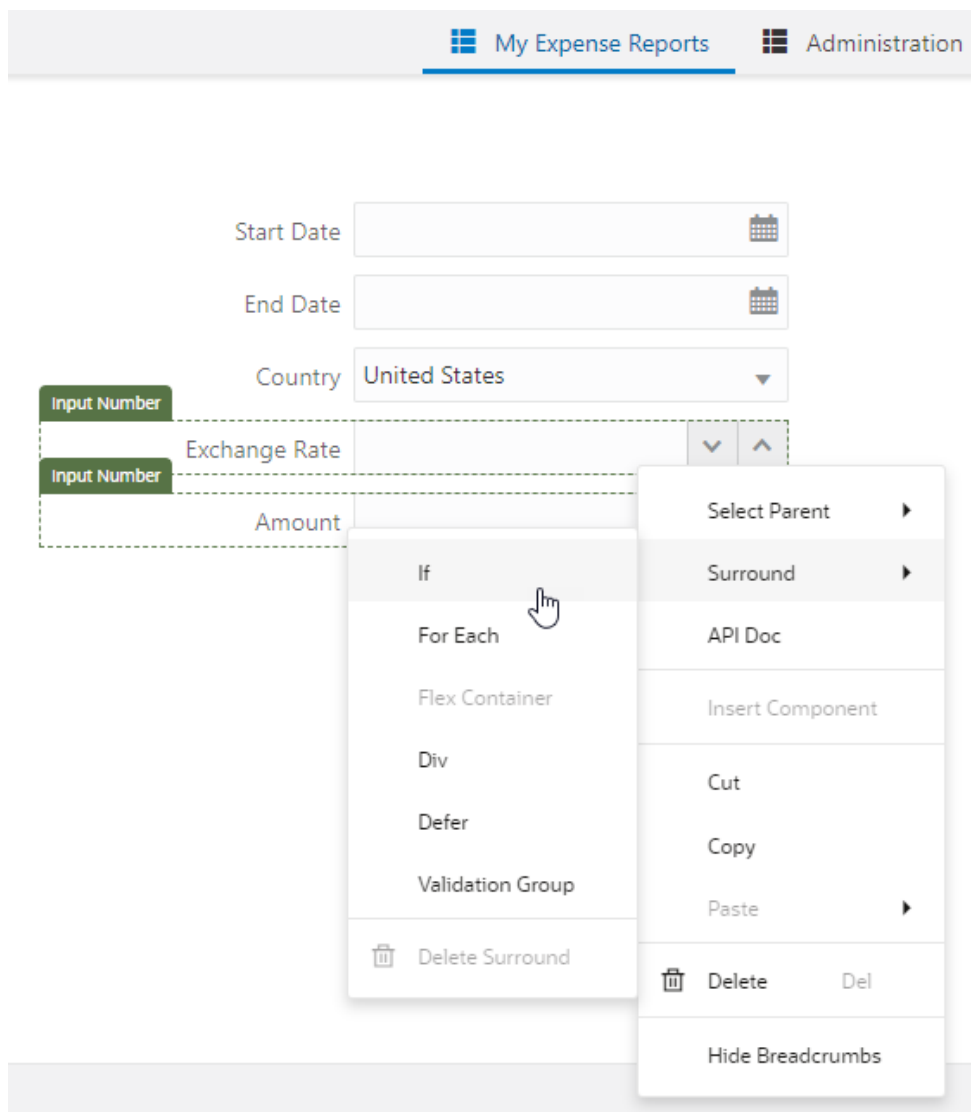 My Expense Reports
Administration
Start Date
End Date
Country United States
Input Number
Exchange Rate
Input Number
Amount
Select Parent
Surround
API Doc
Insert Component
Cut
Copy
Paste
Delete Del
Hide Breadcrumbs
If
For Each
Flex Container
Div
Defer
Validation Group
Delete Surround